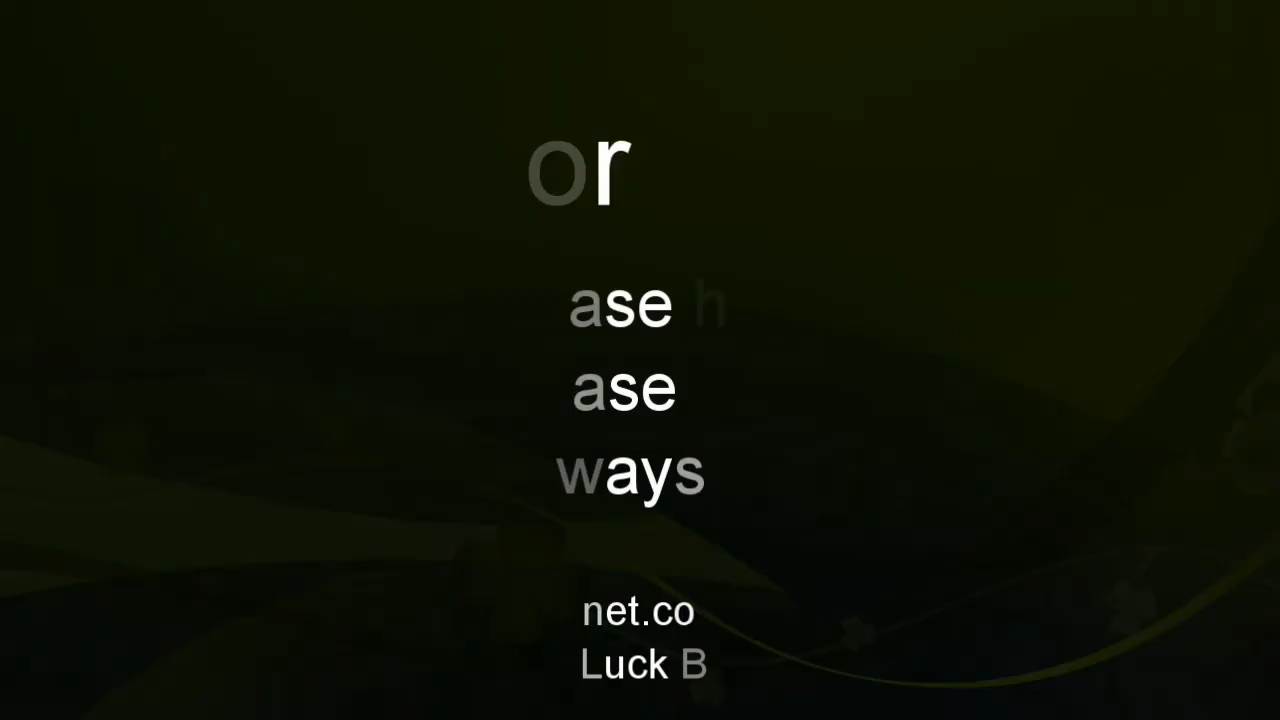 or
ase h
ase
ways
net.co
Luck B